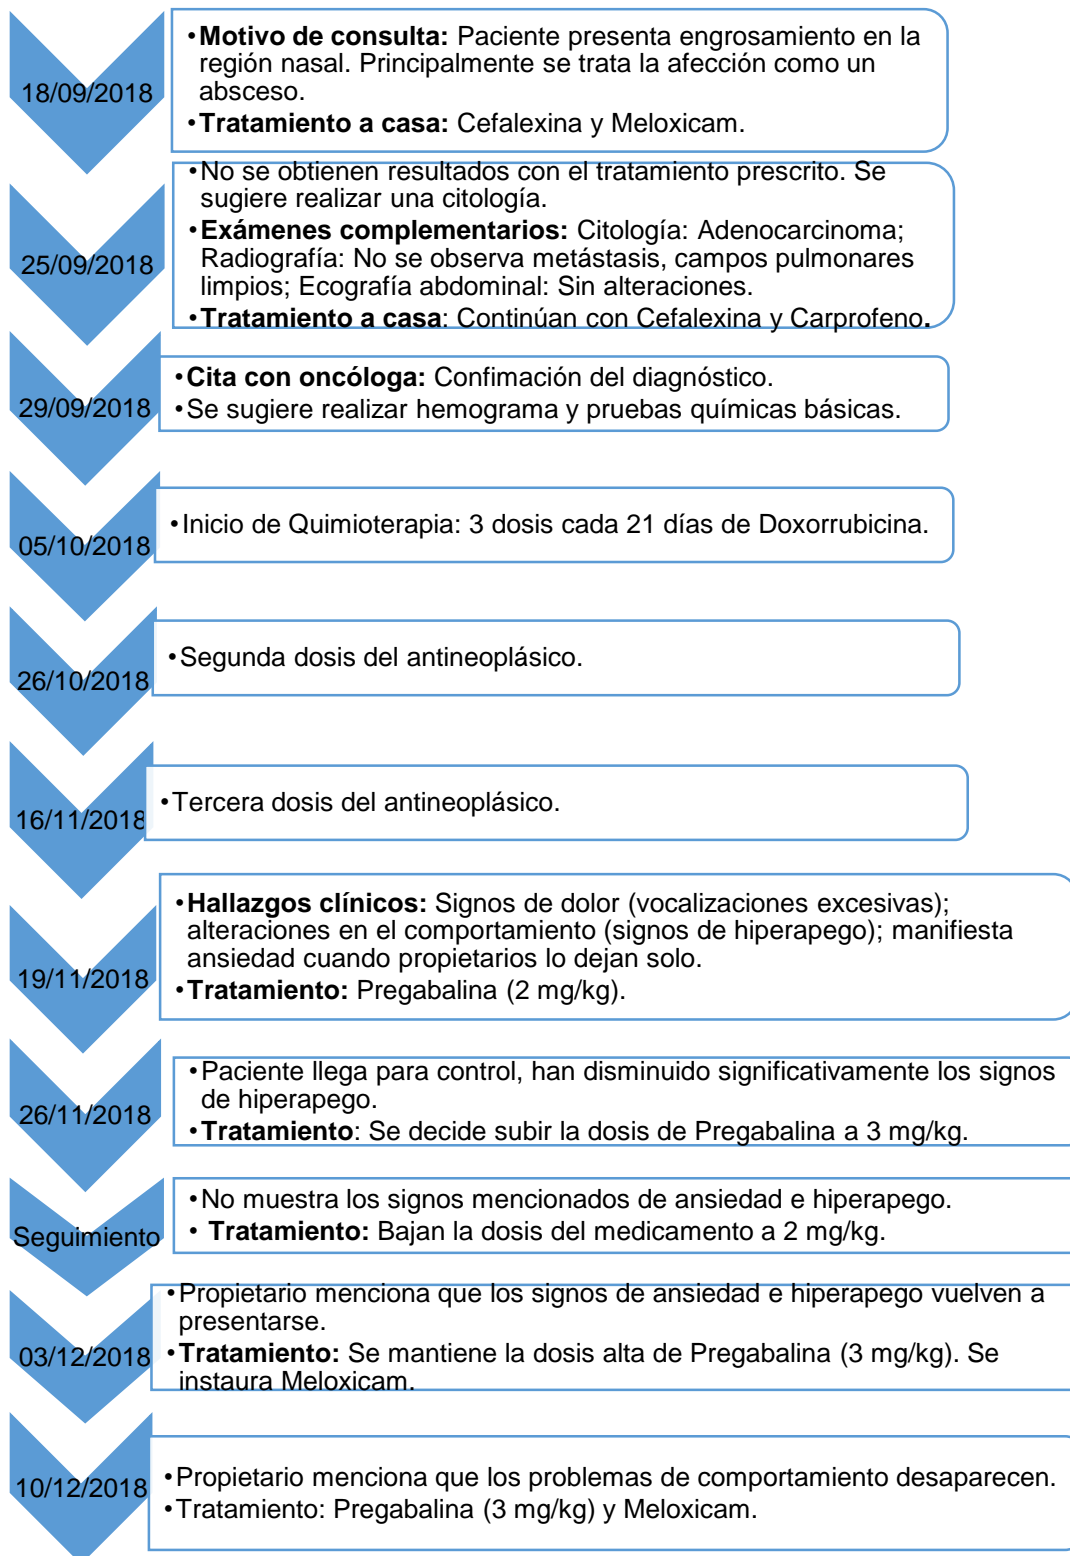 18/09/2018
•Motivo de consulta: Paciente presenta engrosamiento en la
región nasal. Principalmente se trata la afección como un
absceso.
•Tratamiento a casa: Cefalexina y Meloxicam.
25/09/2018
•No se obtienen resultados con el tratamiento prescrito. Se
sugiere realizar una citología.
•Exámenes complementarios: Citología: Adenocarcinoma;
Radiografía: No se observa metástasis, campos pulmonares
limpios; Ecografía abdominal: Sin alteraciones.
•Tratamiento a casa: Continúan con Cefalexina y Carprofeno.
29/09/2018
•Cita con oncóloga: Confimación del diagnóstico.
•Se sugiere realizar hemograma y pruebas químicas básicas.
05/10/2018
•Inicio de Quimioterapia: 3 dosis cada 21 días de Doxorrubicina.
26/10/2018
•Segunda dosis del antineoplásico.
16/11/2018
•Tercera dosis del antineoplásico.
19/11/2018
•Hallazgos clínicos: Signos de dolor (vocalizaciones excesivas);
alteraciones en el comportamiento (signos de hiperapego); manifiesta
ansiedad cuando propietarios lo dejan solo.
•Tratamiento: Pregabalina (2 mg/kg).
26/11/2018
•Paciente llega para control, han disminuido significativamente los signos
de hiperapego.
•Tratamiento: Se decide subir la dosis de Pregabalina a 3 mg/kg.
Seguimiento
•No muestra los signos mencionados de ansiedad e hiperapego.
• Tratamiento: Bajan la dosis del medicamento a 2 mg/kg.
03/12/2018
•Propietario menciona que los signos de ansiedad e hiperapego vuelven a
presentarse.
•Tratamiento: Se mantiene la dosis alta de Pregabalina (3 mg/kg). Se
instaura Meloxicam.
10/12/2018
•Propietario menciona que los problemas de comportamiento desaparecen.
•Tratamiento: Pregabalina (3 mg/kg) y Meloxicam.